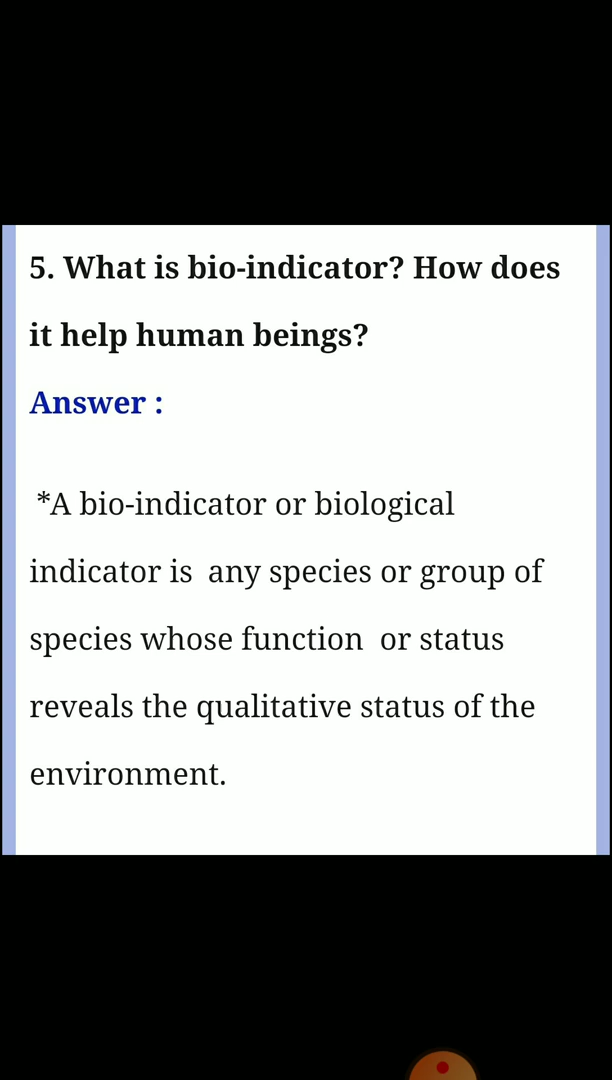 5. What is bio-indicator? How does
it help human beings?
Answer :
*A bio-indicator or biological
indicator is  any species or group of
species whose function  or status
reveals the qualitative status of the
environment.